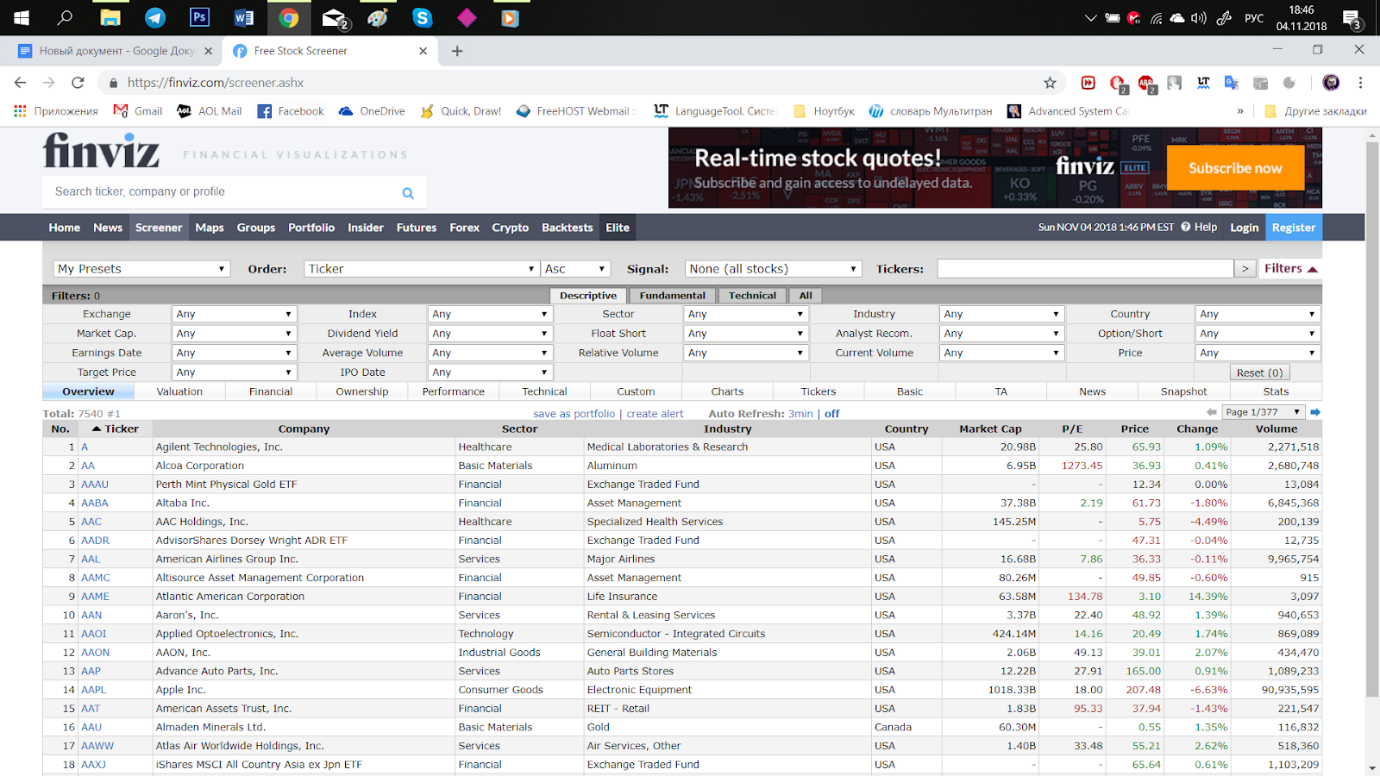 Ps
W
2
S
РУС
18:46
04.11.2018
3
Новый документ - Google Доку
Free Stock Screener
https://finviz.com/screener.ashx
2
ABP
2
LT
Приложения Gmail AOL Mail Facebook OneDrive Quick, Draw! FreeHOST Webmail :: LT LanguageTool. Систе Ноутбук словарь Мультитран Advanced System Ca » Другие закладки
finviz FINANCIAL VISUALIZATIONS
Real-time stock quotes!
Subscribe and gain access to undelayed data.
finviz ELITE
Subscribe now
JPM
-1.43%
-2.51%
KO
+0.33%
PG
-0.20%
PFE
-0.09%
MRK
ABBV
Search ticker, company or profile
Home News Screener Maps Groups Portfolio Insider Futures Forex Crypto Backtests Elite Sun NOV 04 2018 1:46 PM EST ? Help Login Register
My Presets Order: Ticker Asc Signal: None (all stocks) Tickers: > Filters
Filters: 0 Descriptive Fundamental Technical All
Exchange Any Index Any Sector Any Industry Any Country Any
Market Cap. Any Dividend Yield Any Float Short Any Analyst Recom. Any Option/Short Any
Earnings Date Any Average Volume Any Relative Volume Any Current Volume Any Price Any
Target Price Any IPO Date Any Reset (0)
Overview Valuation Financial Ownership Performance Technical Custom Charts Tickers Basic TA News Snapshot Stats
Total: 7540 #1 save as portfolio | create alert Auto Refresh: 3min | off Page 1/377
No. Ticker Company Sector Industry Country Market Cap P/E Price Change Volume
1 A Agilent Technologies, Inc. Healthcare Medical Laboratories & Research USA 20.98B 25.80 65.93 1.09% 2,271,518
2 AA Alcoa Corporation Basic Materials Aluminum USA 6.95B 1273.45 36.93 0.41% 2,680,748
3 AAAU Perth Mint Physical Gold ETF Financial Exchange Traded Fund USA - - 12.34 0.00% 13,084
4 AABA Altaba Inc. Financial Asset Management USA 37.38B 2.19 61.73 -1.80% 6,845,368
5 AAC AAC Holdings, Inc. Healthcare Specialized Health Services USA 145.25M - 5.75 -4.49% 200,139
6 AADR AdvisorShares Dorsey Wright ADR ETF Financial Exchange Traded Fund USA - - 47.31 -0.04% 12,735
7 AAL American Airlines Group Inc. Services Major Airlines USA 16.68B 7.86 36.33 -0.11% 9,965,754
8 AAMC Altisource Asset Management Corporation Financial Asset Management USA 80.26M - 49.85 -0.60% 915
9 AAME Atlantic American Corporation Financial Life Insurance USA 63.58M 134.78 3.10 14.39% 3,097
10 AAN Aaron's, Inc. Services Rental & Leasing Services USA 3.37B 22.40 48.92 1.39% 940,653
11 AAOI Applied Optoelectronics, Inc. Technology Semiconductor - Integrated Circuits USA 424.14M 14.16 20.49 1.74% 869,089
12 AAON AAON, Inc. Industrial Goods General Building Materials USA 2.06B 49.13 39.01 2.07% 434,470
13 AAP Advance Auto Parts, Inc. Services Auto Parts Stores USA 12.22B 27.91 165.00 0.91% 1,089,233
14 AAPL Apple Inc. Consumer Goods Electronic Equipment USA 1018.33B 18.00 207.48 -6.63% 90,935,595
15 AAT American Assets Trust, Inc. Financial REIT - Retail USA 1.83B 95.33 37.94 -1.43% 221,547
16 AAU Almaden Minerals Ltd. Basic Materials Gold Canada 60.30M - 0.55 1.35% 116,832
17 AAWW Atlas Air Worldwide Holdings, Inc. Services Air Services, Other USA 1.40B 33.48 55.21 2.62% 518,360
18 AAXJ iShares MSCI All Country Asia ex Jpn ETF Financial Exchange Traded Fund USA - - 65.64 0.61% 1,103,209